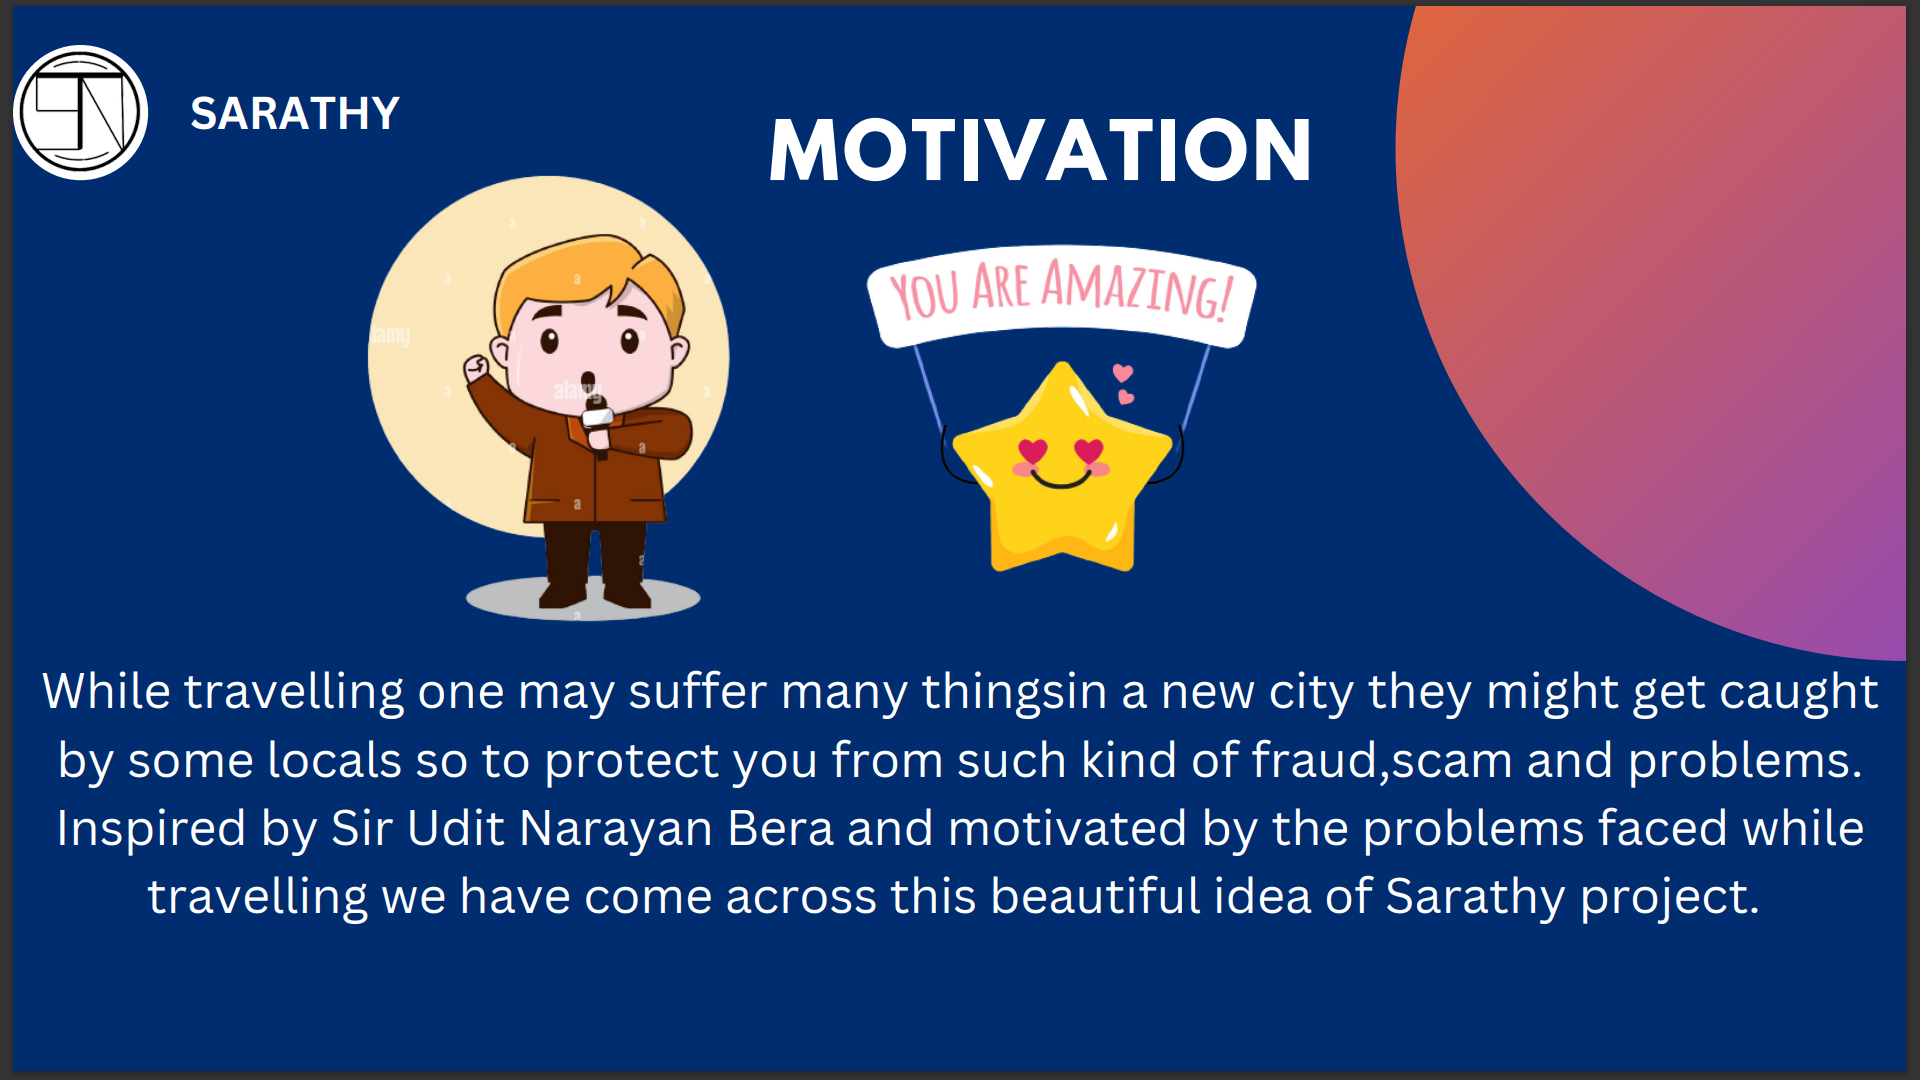 SARATHY
MOTIVATION
YOU ARE AMAZING!
alamy
alamy
a
a
a
a
a
a
a
a
a
a
a
While travelling one may suffer many thingsin a new city they might get caught
by some locals so to protect you from such kind of fraud,scam and problems.
Inspired by Sir Udit Narayan Bera and motivated by the problems faced while
travelling we have come across this beautiful idea of Sarathy project.